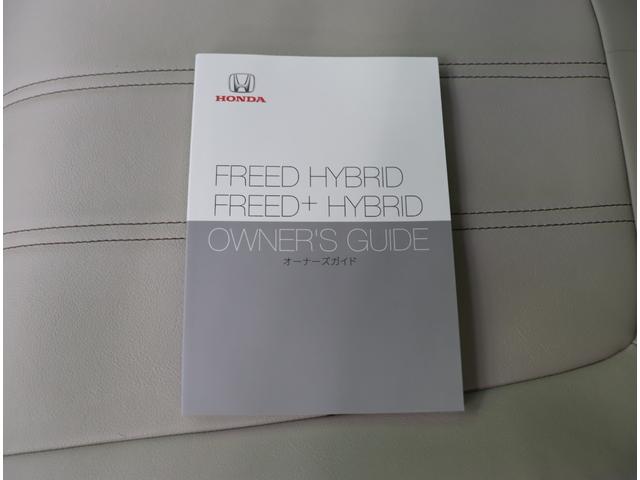 HONDA
FREED HYBRID
FREED+ HYBRID
OWNER'S GUIDE
オーナーズガイド